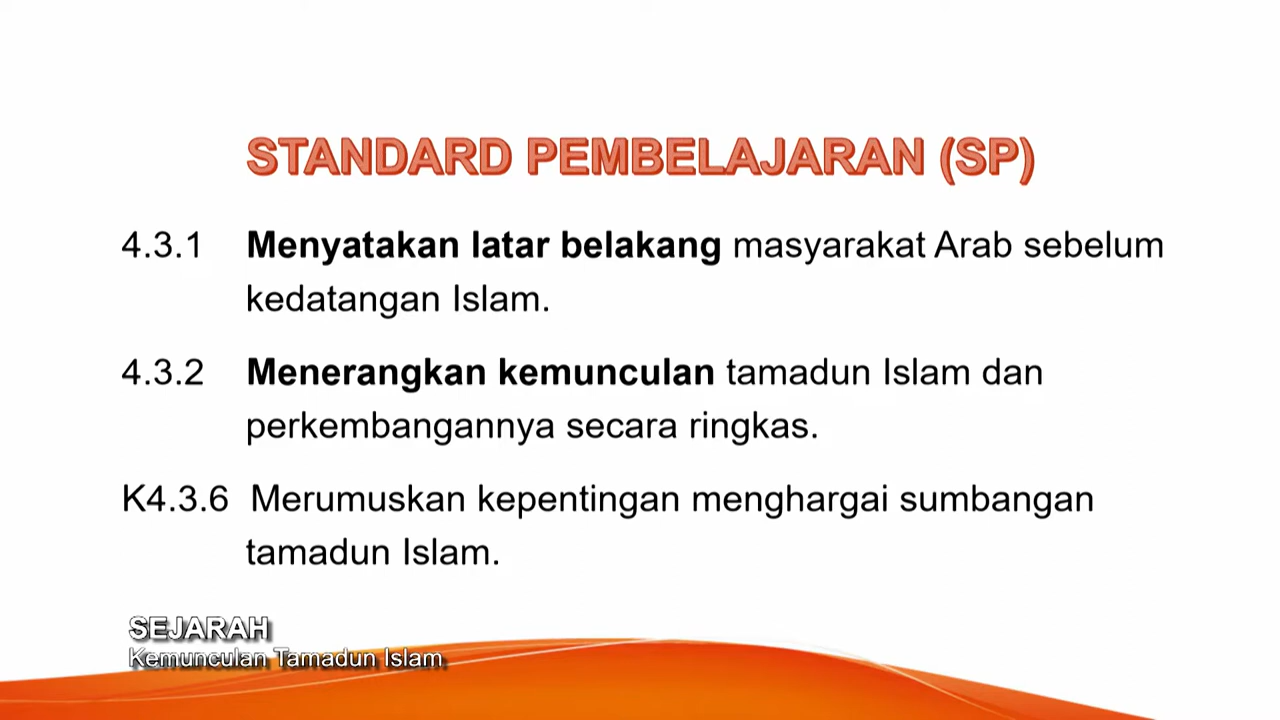 STANDARD PEMBELAJARAN (SP)
4.3.1 Menyatakan latar belakang masyarakat Arab sebelum
kedatangan Islam.
4.3.2 Menerangkan kemunculan tamadun Islam dan
perkembangannya secara ringkas.
K4.3.6 Merumuskan kepentingan menghargai sumbangan
tamadun Islam.
SEJARAH
Kemunculan Tamadun Islam